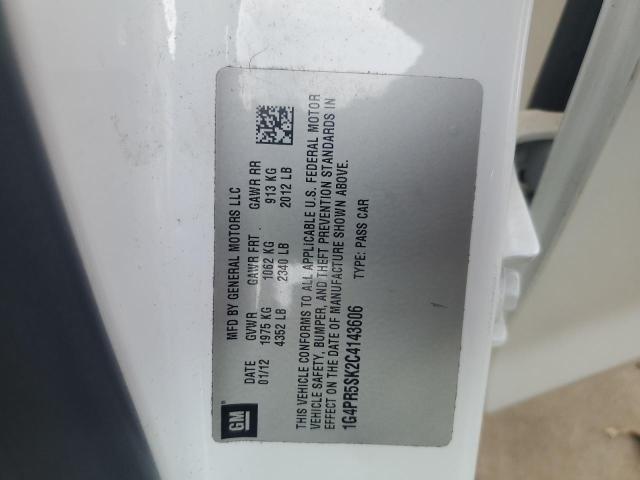 GM
MFD BY GENERAL MOTORS LLC
DATE GVWR GAWR FRT GAWR RR
01/12 1975 KG 1062 KG 913 KG
4352 LB 2340 LB 2012 LB
THIS VEHICLE CONFORMS TO ALL APPLICABLE U.S. FEDERAL MOTOR
VEHICLE SAFETY, BUMPER, AND THEFT PREVENTION STANDARDS IN
EFFECT ON THE DATE OF MANUFACTURE SHOWN ABOVE.
1G4PR5SK2C4143606 TYPE: PASS CAR